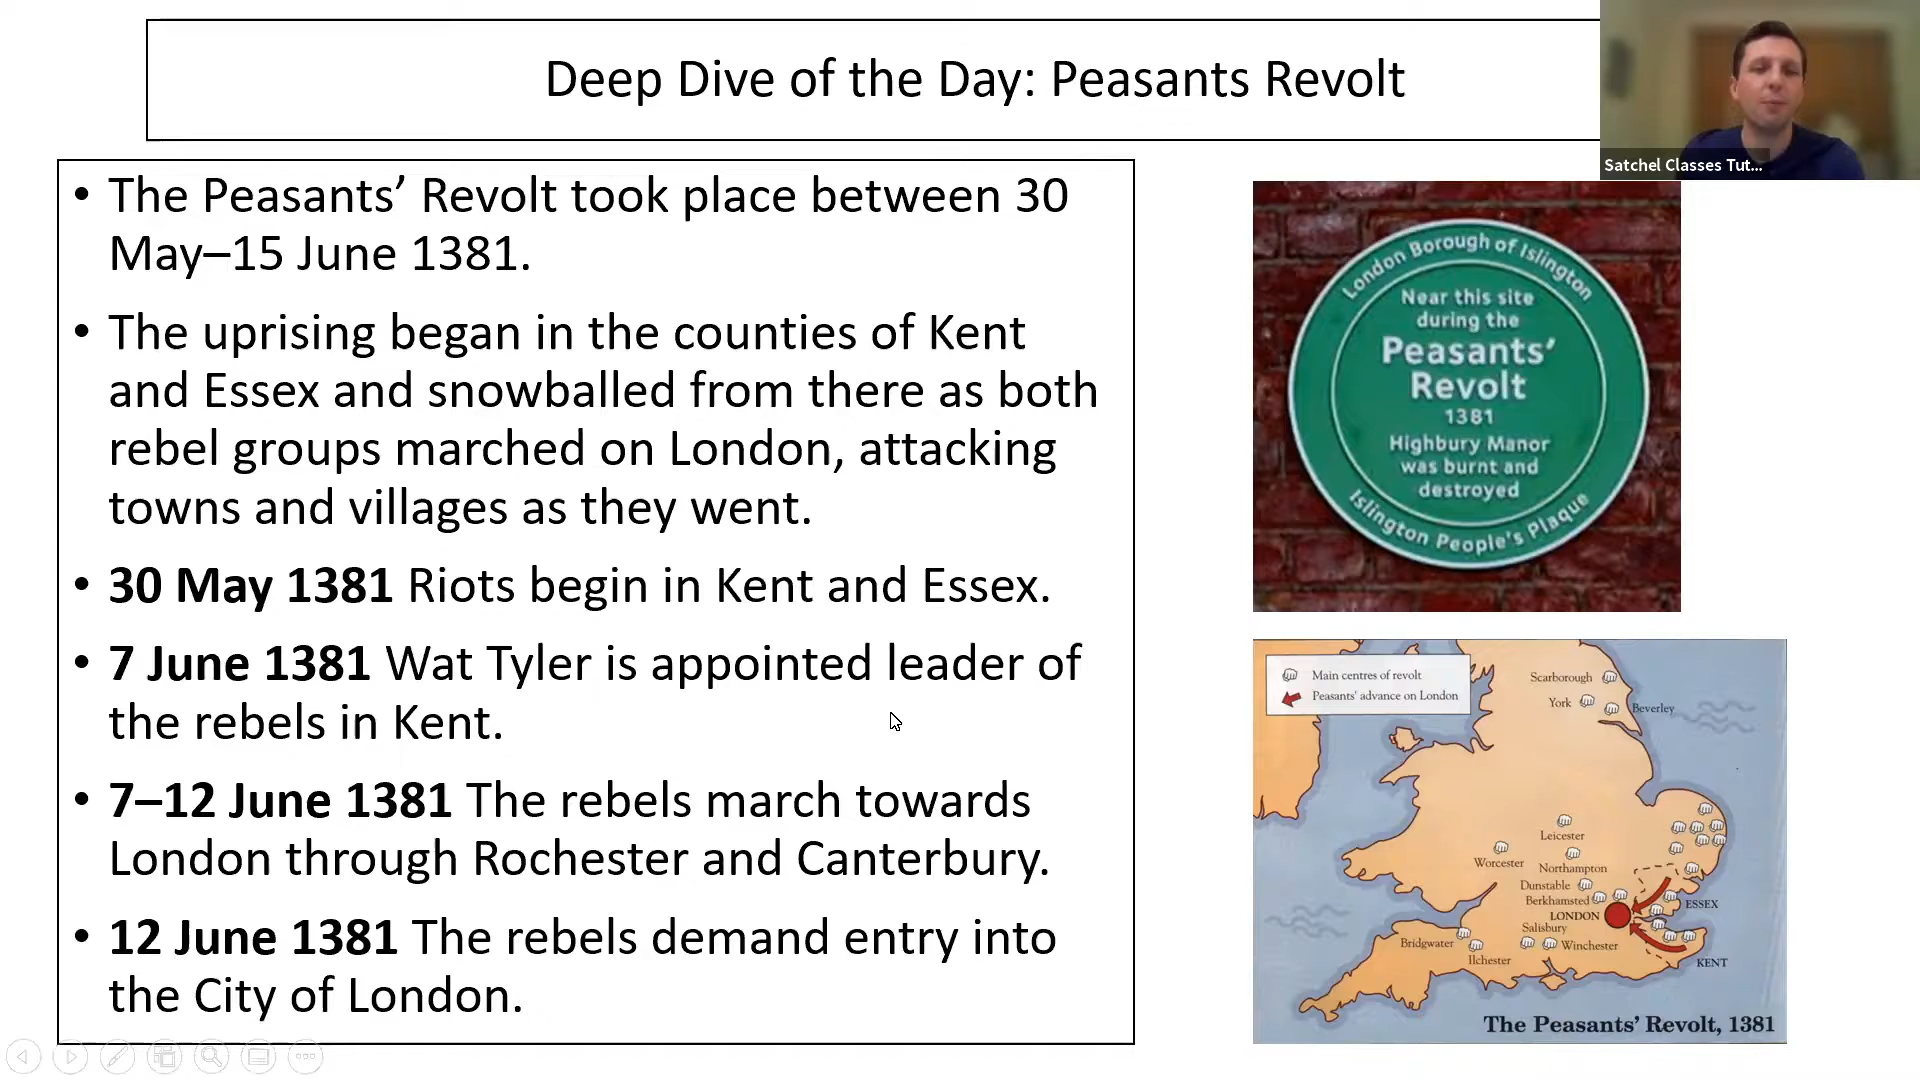 Deep Dive of the Day: Peasants Revolt
Satchel Classes Tut...
• The Peasants’ Revolt took place between 30
May–15 June 1381.
• The uprising began in the counties of Kent
and Essex and snowballed from there as both
rebel groups marched on London, attacking
towns and villages as they went.
• 30 May 1381 Riots begin in Kent and Essex.
• 7 June 1381 Wat Tyler is appointed leader of
the rebels in Kent.
• 7–12 June 1381 The rebels march towards
London through Rochester and Canterbury.
• 12 June 1381 The rebels demand entry into
the City of London.
London Borough of Islington
Near this site
during the
Peasants’
Revolt
1381
Highbury Manor
was burnt and
destroyed
Islington People's Plaque
Main centres of revolt
Peasants' advance on London
Scarborough
York
Beverley
Leicester
Worcester
Northampton
Dunstable
Berkhamsted
ESSEX
LONDON
Salisbury
Bridgwater
Winchester
Ilchester
KENT
The Peasants’ Revolt, 1381